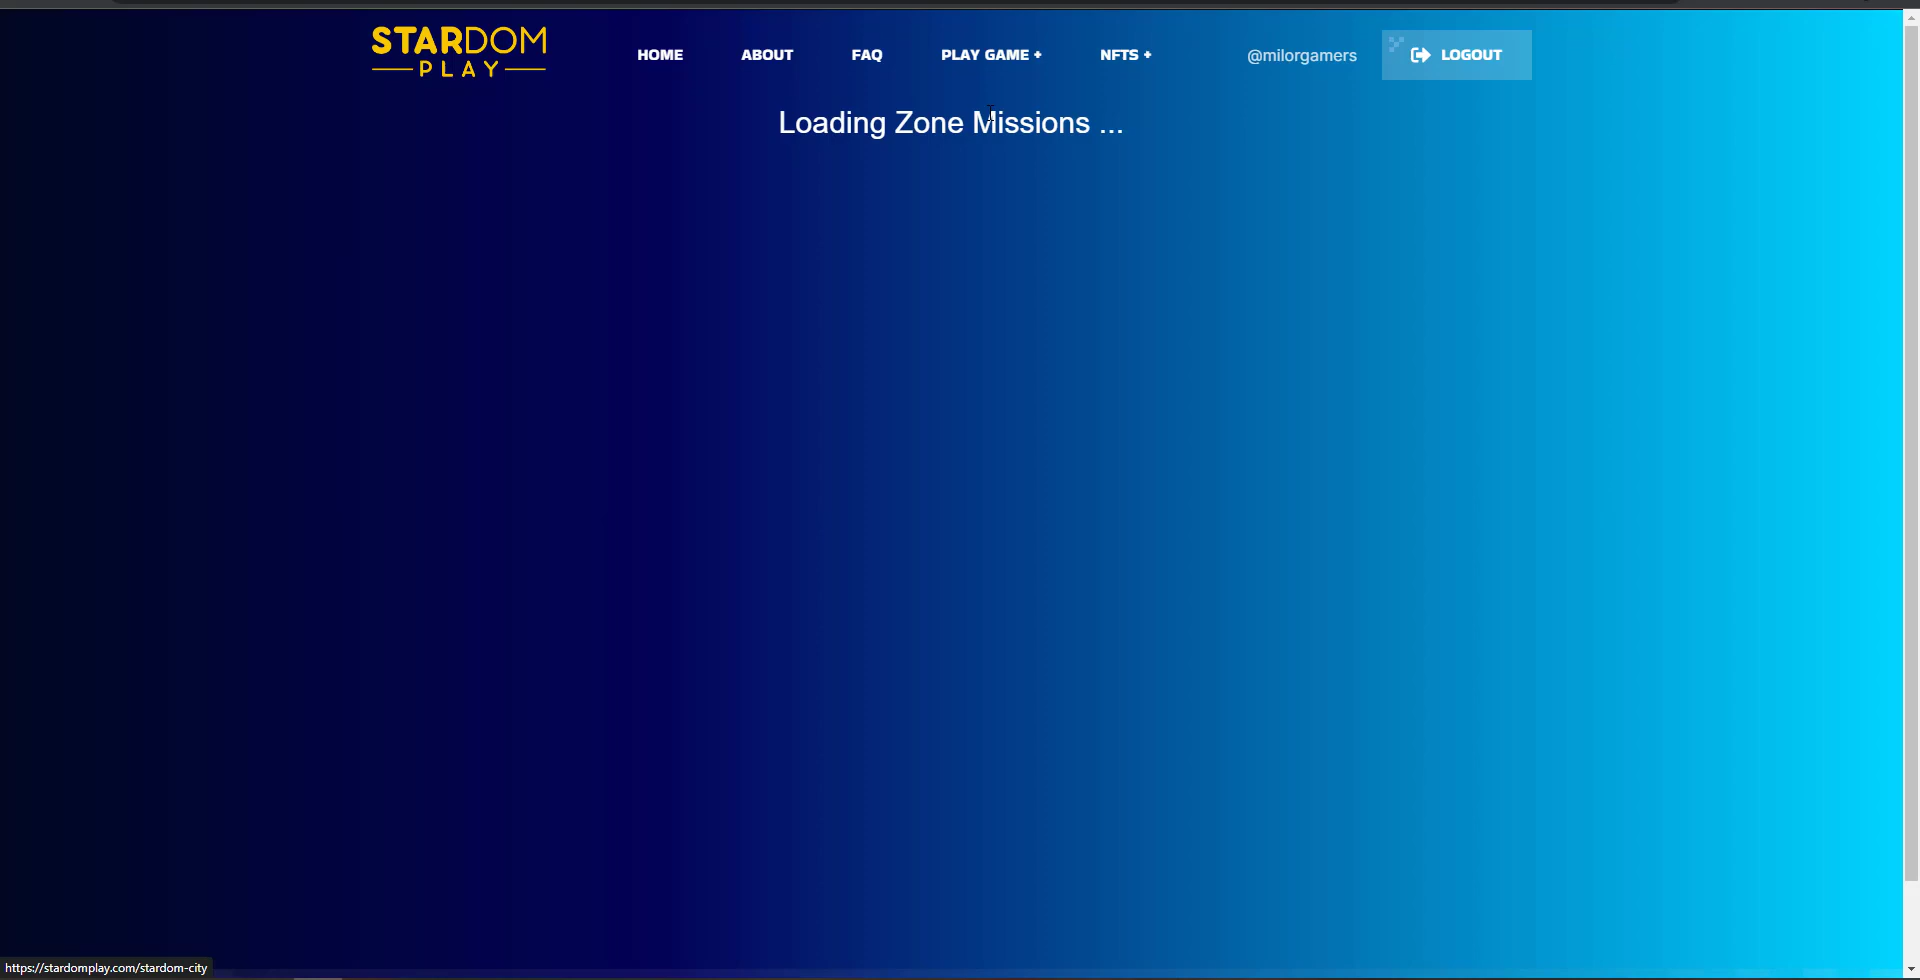 STARDOM
PLAY
HOME
ABOUT
FAQ
PLAY GAME +
NFTS +
@milorgamers
LOGOUT
Loading Zone Missions ...
https://stardomplay.com/stardom-city